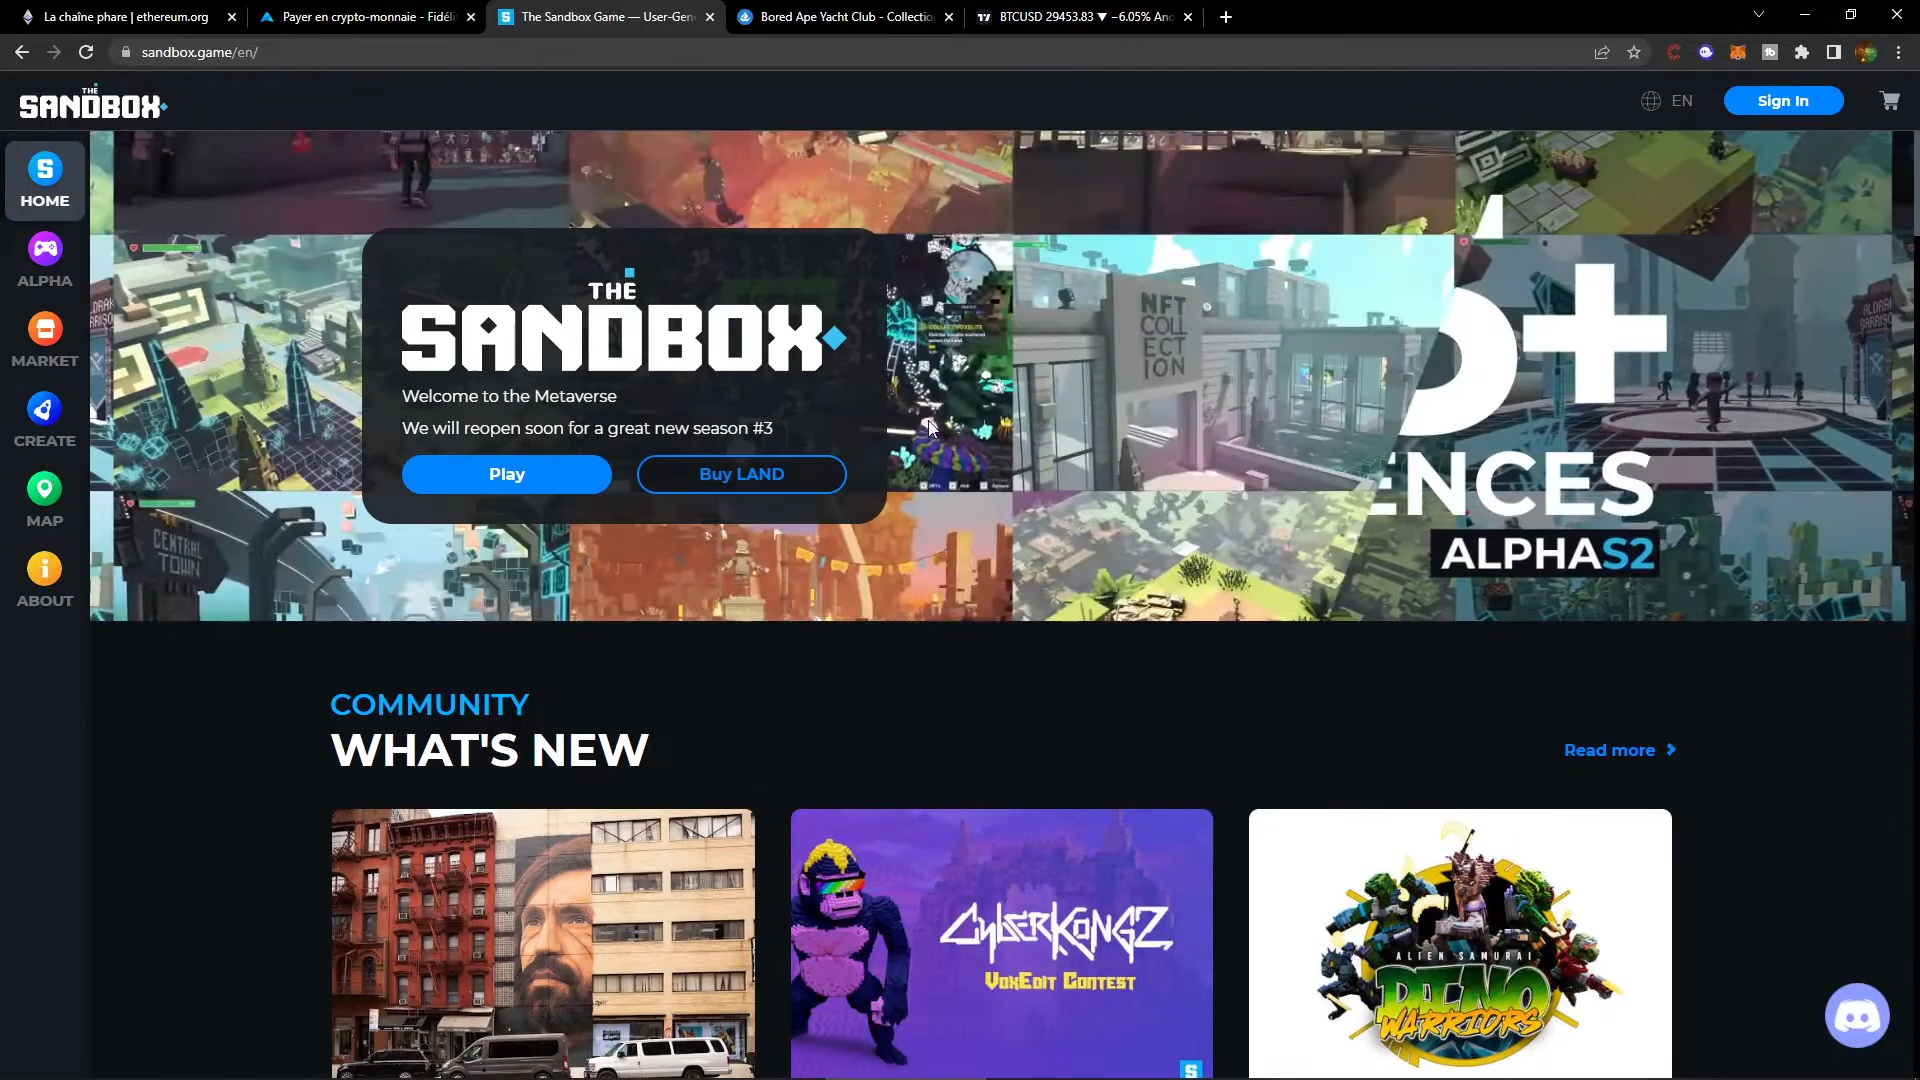 La chaîne phare | ethereum.org
Payer en crypto-monnaie - Fidéli
The Sandbox Game — User-Gen
Bored Ape Yacht Club - Collectio
BTCUSD 29453.83 ▼ −6.05% Ano
sandbox.game/en/
THE
SANDBOX
EN
Sign In
HOME
ALPHA
MARKET
CREATE
MAP
ABOUT
THE
SANDBOX
Welcome to the Metaverse
We will reopen soon for a great new season #3
Play
Buy LAND
NFT
COLL
ECT
ION
5+
ENCES
ALPHAS2
CENTRAL
TOWN
COMMUNITY
WHAT'S NEW
Read more
CYBERKONGZ
VoxEdit Contest
ALIEN SAMURAI
DINO
WARRIORS